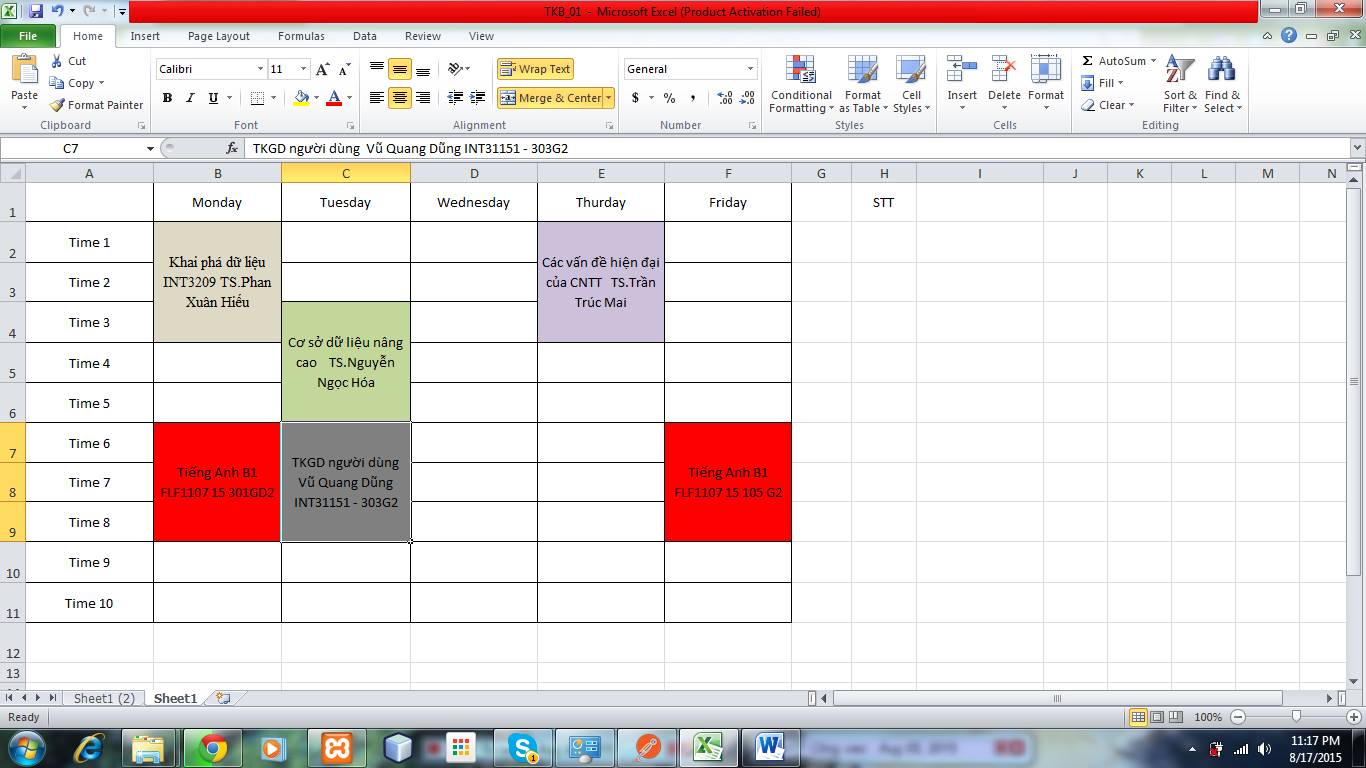 TKB_01 - Microsoft Excel (Product Activation Failed)
File Home Insert Page Layout Formulas Data Review View
Paste
Cut
Copy
Format Painter
Clipboard
Calibri 11
B I U
Font
Wrap Text
Merge & Center
Alignment
General
$ % ,
Number
Conditional Formatting
Format as Table
Cell Styles
Styles
Insert Delete Format
Cells
AutoSum
Fill
Clear
Sort & Filter
Find & Select
Editing
C7 fx TKGD người dùng Vũ Quang Dũng INT31151 - 303G2
A B C D E F G H I J K L M N
1 Monday Tuesday Wednesday Thurday Friday STT
2 Time 1
3 Time 2
4 Time 3
5 Time 4
6 Time 5
7 Time 6
8 Time 7
9 Time 8
10 Time 9
11 Time 10
12
13
Khai phá dữ liệu
INT3209 TS.Phan
Xuân Hiếu
Các vấn đề hiện đại
của CNTT TS.Trần
Trúc Mai
Cơ sở dữ liệu nâng
cao TS.Nguyễn
Ngọc Hóa
Tiếng Anh B1
FLF1107 15 301GD2
TKGD người dùng
Vũ Quang Dũng
INT31151 - 303G2
Tiếng Anh B1
FLF1107 15 105 G2
Sheet1 (2) Sheet1
Ready 100%
11:17 PM
8/17/2015